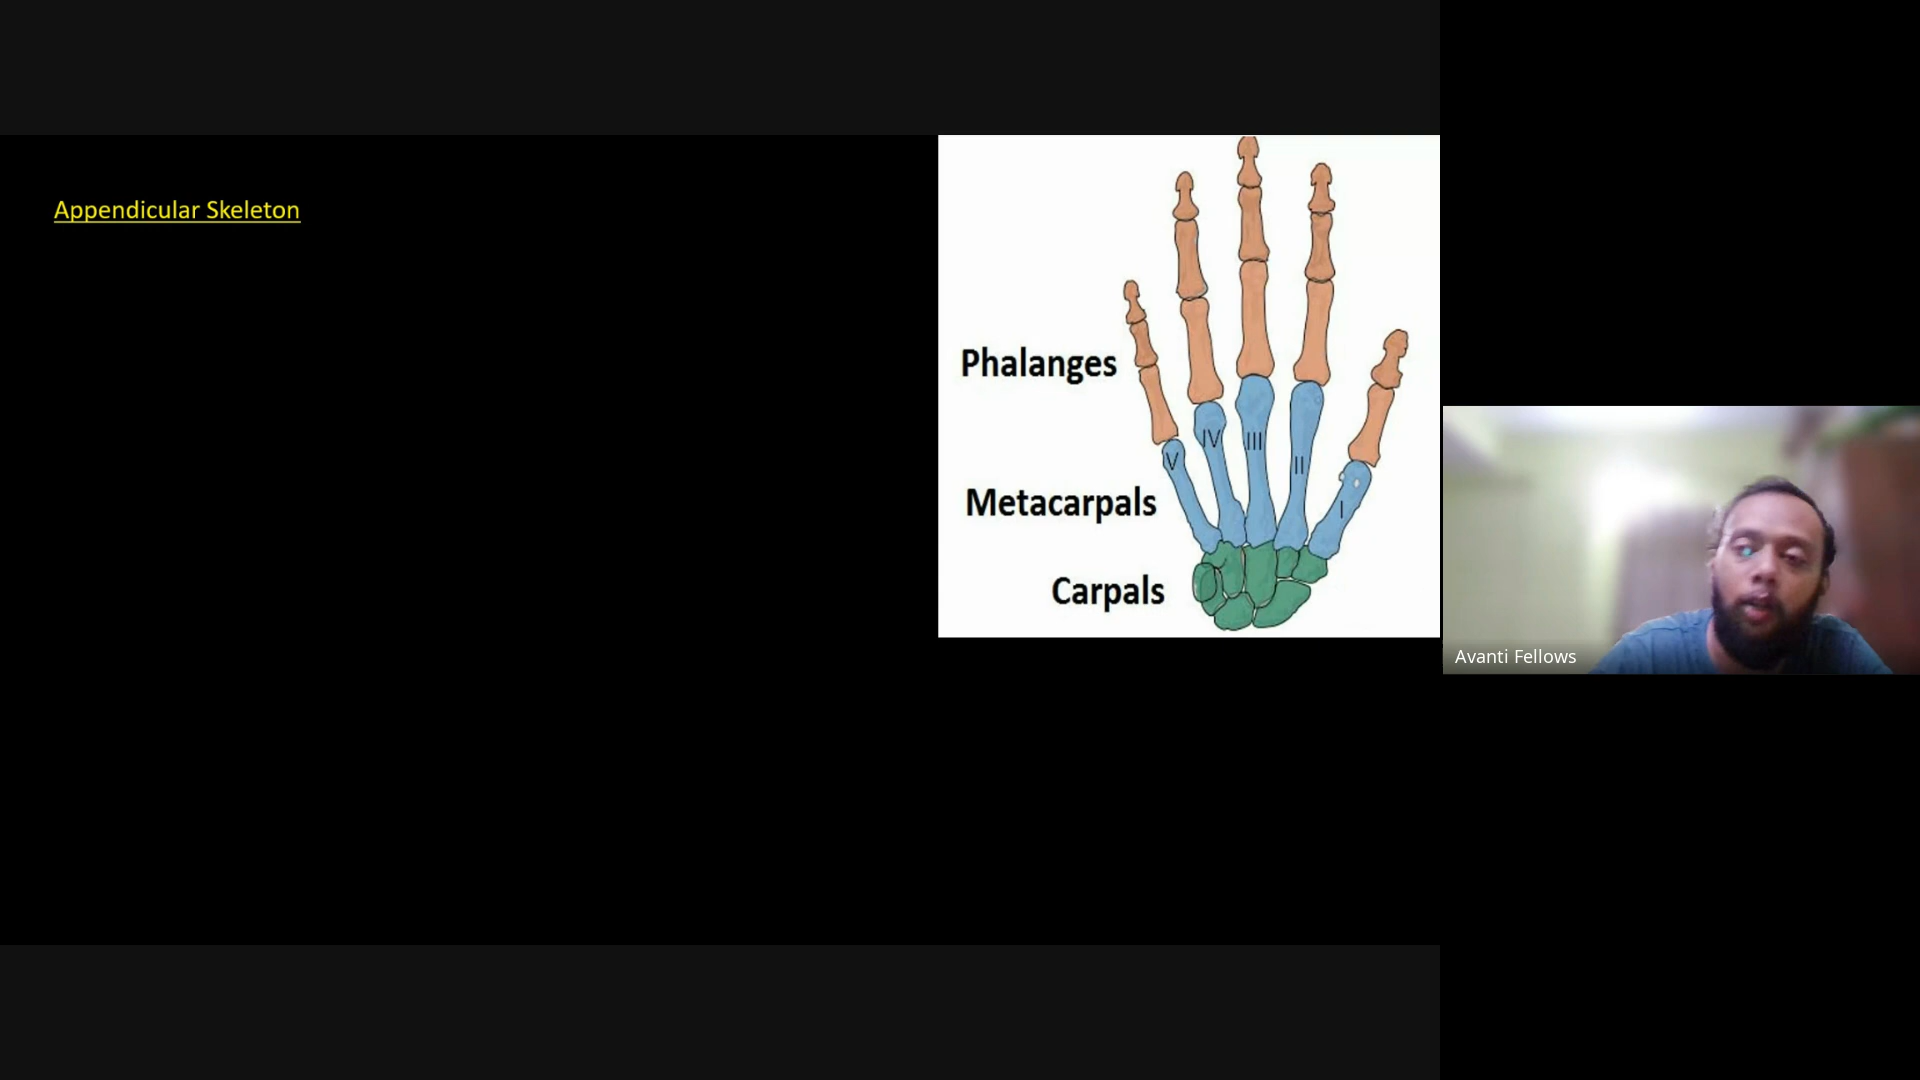 Appendicular Skeleton
Phalanges
Metacarpals
Carpals
V
IV
III
II
I
Avanti Fellows